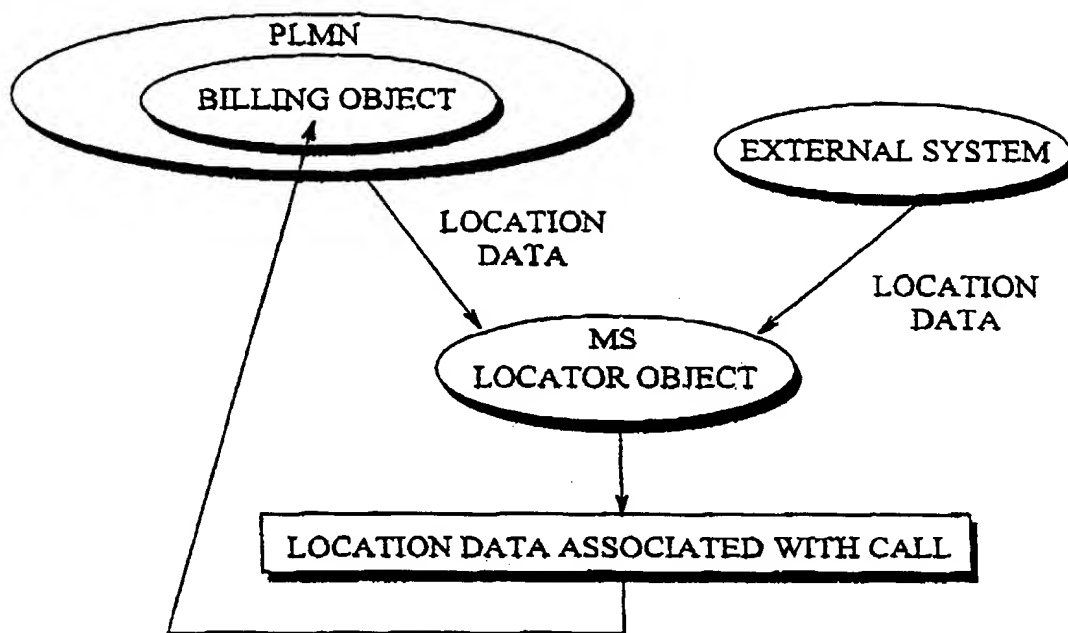 PLMN
BILLING OBJECT
EXTERNAL SYSTEM
LOCATION
DATA
LOCATION
DATA
MS
LOCATOR OBJECT
LOCATION DATA ASSOCIATED WITH CALL